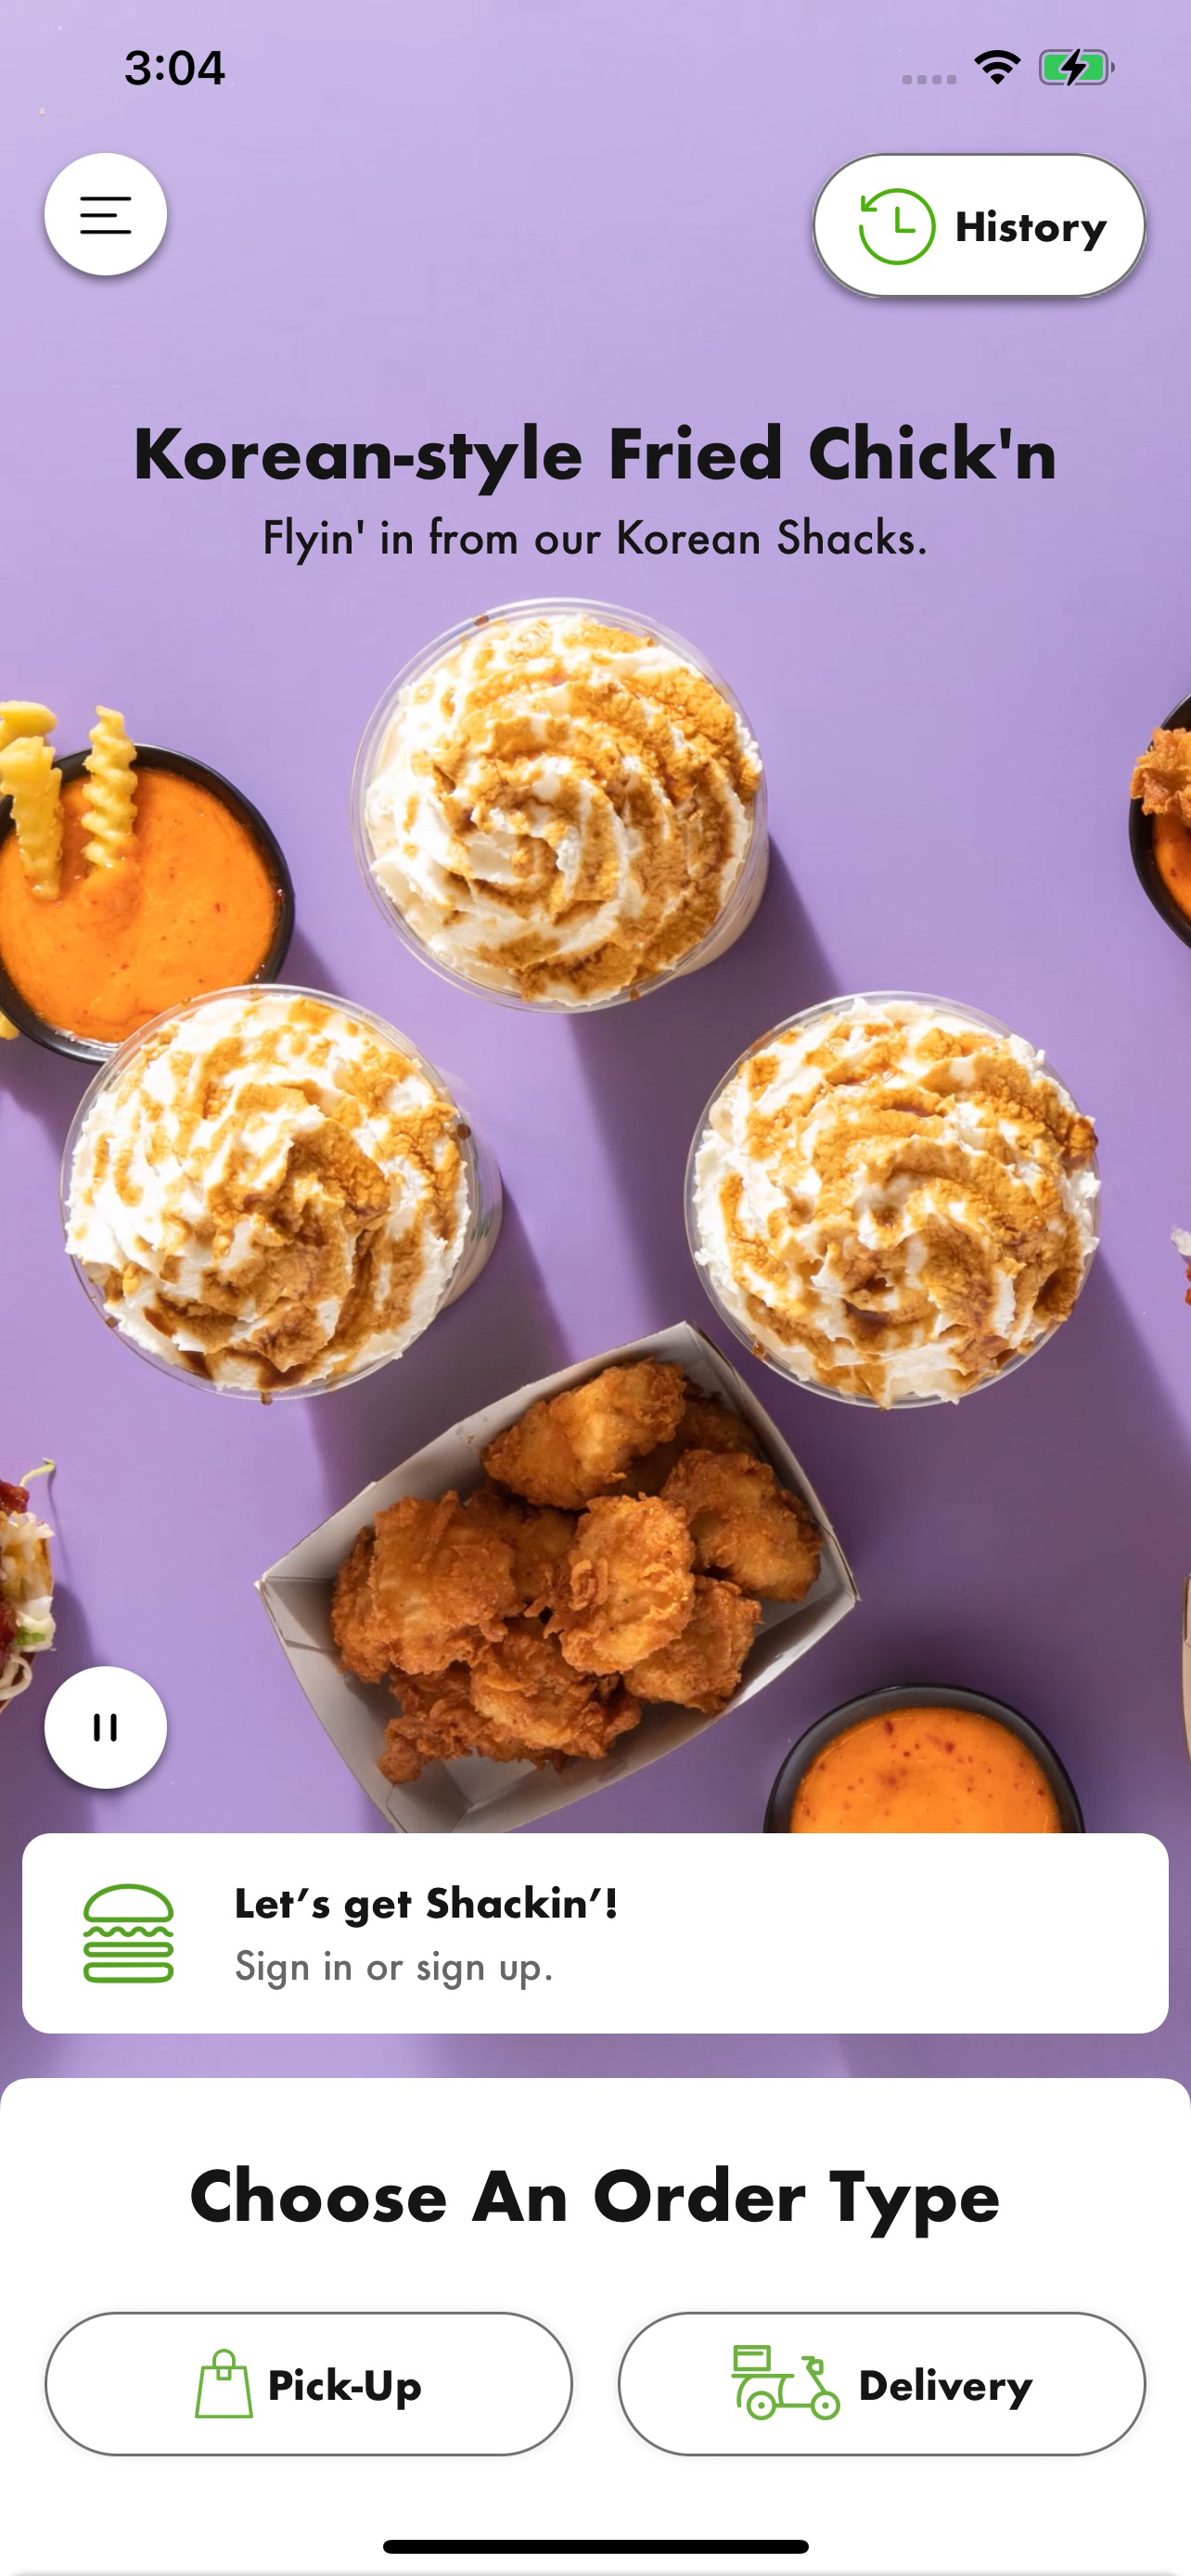 3:04
History
Korean-style Fried Chick'n
Flyin' in from our Korean Shacks.
Let’s get Shackin’!
Sign in or sign up.
Choose An Order Type
Pick-Up
Delivery